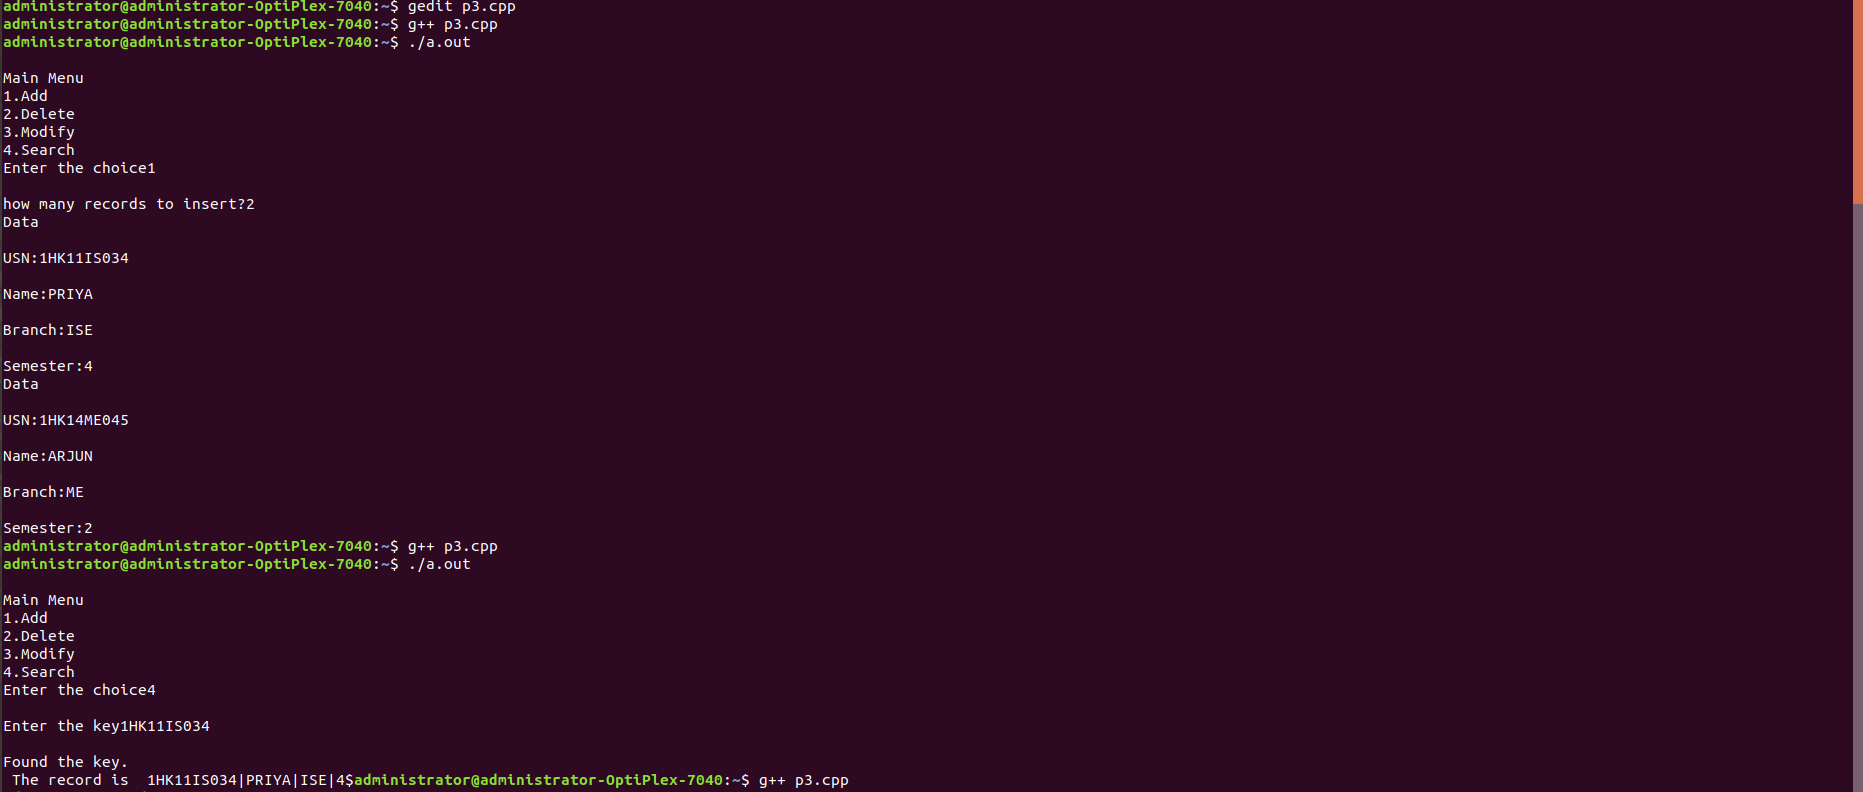 administrator@administrator-OptiPlex-7040:~$ gedit p3.cpp
administrator@administrator-OptiPlex-7040:~$ g++ p3.cpp
administrator@administrator-OptiPlex-7040:~$ ./a.out
Main Menu
1.Add
2.Delete
3.Modify
4.Search
Enter the choice1
how many records to insert?2
Data
USN:1HK11IS034
Name:PRIYA
Branch:ISE
Semester:4
Data
USN:1HK14ME045
Name:ARJUN
Branch:ME
Semester:2
administrator@administrator-OptiPlex-7040:~$ g++ p3.cpp
administrator@administrator-OptiPlex-7040:~$ ./a.out
Main Menu
1.Add
2.Delete
3.Modify
4.Search
Enter the choice4
Enter the key1HK11IS034
Found the key.
The record is  1HK11IS034|PRIYA|ISE|4$administrator@administrator-OptiPlex-7040:~$ g++ p3.cpp